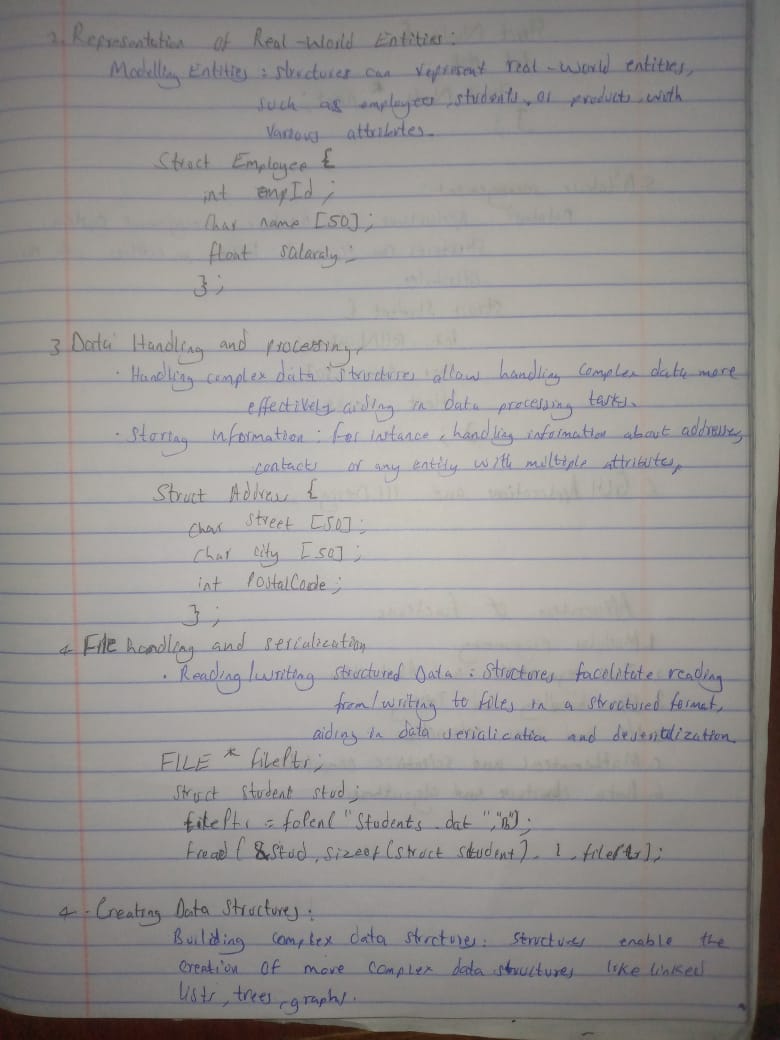 2. Representation of Real-World Entities:
Modelling Entities: structures can represent real-world entities,
such as employees, students, or products, with
various attributes.
Struct Employee {
int empId;
char name [50];
float salaraly;
};
3 Data Handling and processing.
· Handling complex data structures allow handling complex data more
effectively aiding in data processing tasks.
· Storing information: for instance, handling information about addresses,
contacts or any entity with multiple attributes,
Struct Address {
char street [50];
char city [50];
int PostalCode;
};
4 File handling and serialication
· Reading/writing structured Data: Structures facelitate reading
from/writing to files in a structured format,
aiding in data serialication and deserialization
FILE * filePtr;
Struct student stud;
filePtr = fopen("Students.dat",);
fread(&stud, sizeof(struct student), 1, filePtr);
4. Creating Data Structures:
Building complex data structures: structures enable the
creation of more complex data structures like linked
lists, trees, graphs.